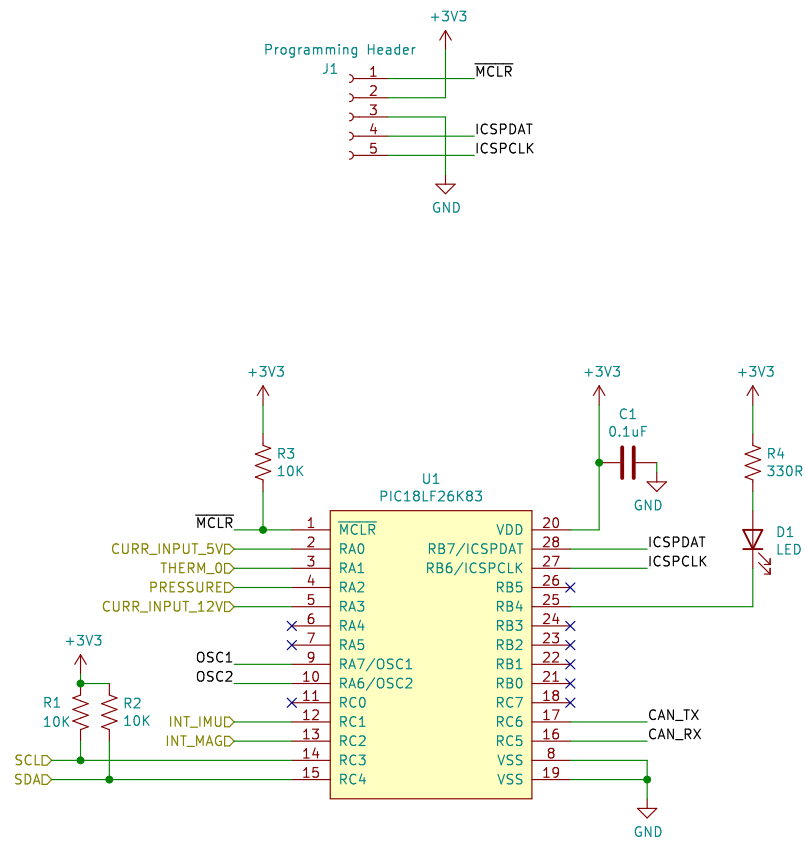 +3V3
Programming Header
J1
1
MCLR
2
3
4
ICSPDAT
5
ICSPCLK
GND
+3V3
+3V3
+3V3
C1
0.1uF
R3
10K
R4
330R
GND
U1
PIC18LF26K83
MCLR
1
MCLR
VDD
20
D1
LED
CURR_INPUT_5V
2
RA0
RB7/ICSPDAT
28
ICSPDAT
THERM_0
3
RA1
RB6/ICSPCLK
27
ICSPCLK
PRESSURE
4
RA2
RB5
26
CURR_INPUT_12V
5
RA3
RB4
25
6
RA4
RB3
24
+3V3
7
RA5
RB2
23
OSC1
9
RA7/OSC1
RB1
22
OSC2
10
RA6/OSC2
RB0
21
R1
10K
R2
10K
11
RC0
RC7
18
INT_IMU
12
RC1
RC6
17
CAN_TX
INT_MAG
13
RC2
RC5
16
CAN_RX
SCL
14
RC3
VSS
8
SDA
15
RC4
VSS
19
GND